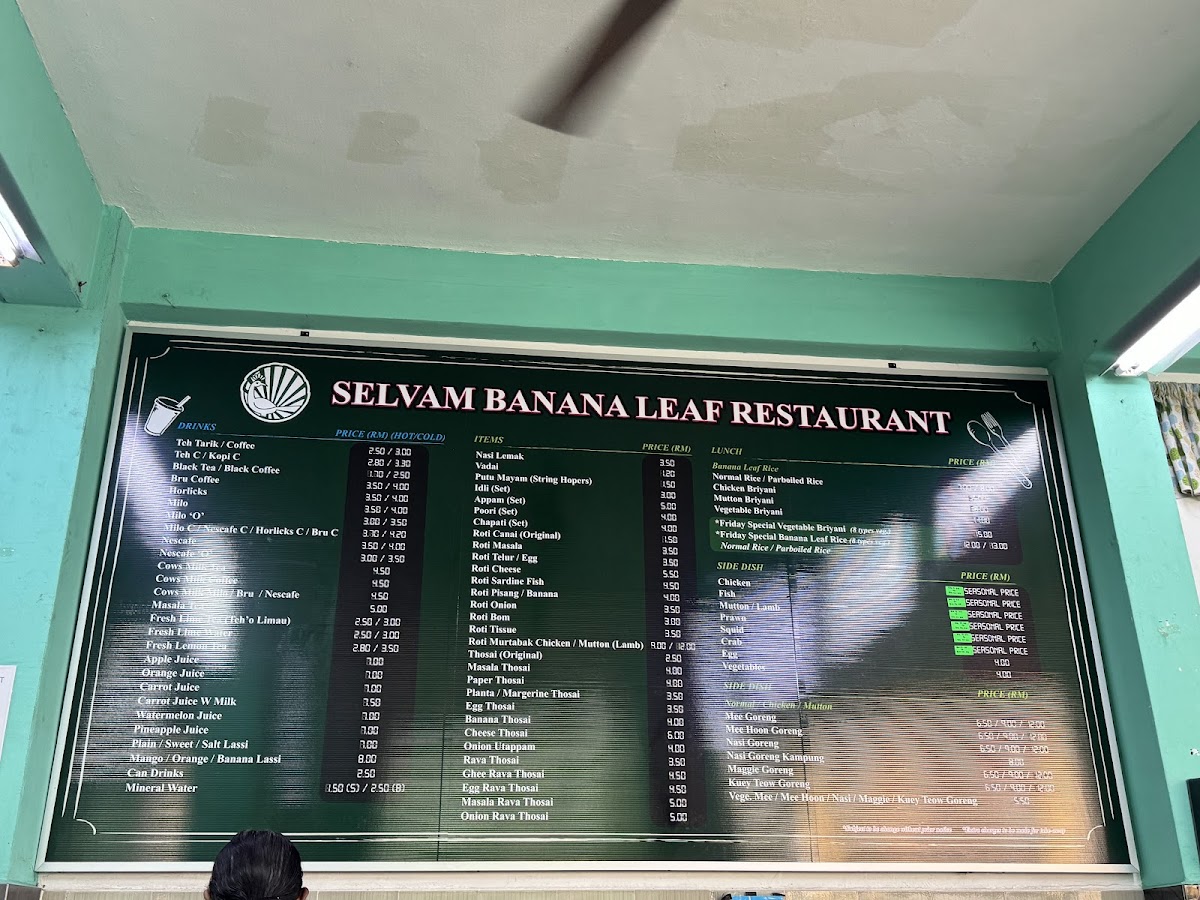 SELVAM BANANA LEAF RESTAURANT
DRINKS PRICE (RM) (HOT/COLD)
Teh Tarik / Coffee 2.50 / 3.00
Teh C / Kopi C 2.80 / 3.30
Black Tea / Black Coffee 1.70 / 2.50
Bru Coffee 3.50 / 4.00
Horlicks 3.50 / 4.00
Milo 3.50 / 4.00
Milo ‘O’ 3.00 / 3.50
Milo C / Nescafe C / Horlicks C / Bru C 3.70 / 4.20
Nescafe 3.50 / 4.00
Nescafe ‘O’ 3.00 / 3.50
Cows Milk Tea 4.50
Cows Milk Coffee 4.50
Cows Milk Milo / Bru / Nescafe 4.50
Masala Tea 5.00
Fresh Lime Tea (Teh'o Limau) 2.50 / 3.00
Fresh Lime Water 2.50 / 3.00
Fresh Lemon Tea 2.80 / 3.50
Apple Juice 7.00
Orange Juice 7.00
Carrot Juice 7.00
Carrot Juice W Milk 7.50
Watermelon Juice 7.00
Pineapple Juice 7.00
Plain / Sweet / Salt Lassi 7.00
Mango / Orange / Banana Lassi 8.00
Can Drinks 2.50
Mineral Water 1.50 (S) / 2.50 (B)
ITEMS PRICE (RM)
Nasi Lemak 3.50
Vadai 1.20
Putu Mayam (String Hopers) 1.50
Idli (Set) 3.00
Appam (Set) 5.00
Poori (Set) 4.00
Chapati (Set) 4.00
Roti Canai (Original) 1.50
Roti Masala 3.50
Roti Telur / Egg 3.50
Roti Cheese 5.50
Roti Sardine Fish 4.50
Roti Pisang / Banana 4.00
Roti Onion 3.50
Roti Bom 3.00
Roti Tissue 3.50
Roti Murtabak Chicken / Mutton (Lamb) 9.00 / 12.00
Thosai (Original) 2.50
Masala Thosai 4.00
Paper Thosai 4.00
Planta / Margerine Thosai 3.50
Egg Thosai 3.50
Banana Thosai 4.00
Cheese Thosai 6.00
Onion Utappam 4.00
Rava Thosai 3.50
Ghee Rava Thosai 4.50
Egg Rava Thosai 4.50
Masala Rava Thosai 5.00
Onion Rava Thosai 5.00
LUNCH PRICE
Banana Leaf Rice
Normal Rice / Parboiled Rice
Chicken Briyani
Mutton Briyani
Vegetable Briyani
*Friday Special Vegetable Briyani (8 types veg.) 15.00
*Friday Special Banana Leaf Rice (8 types veg.) 12.00 / 13.00
Normal Rice / Parboiled Rice
SIDE DISH PRICE (RM)
Chicken SEASONAL PRICE
Fish SEASONAL PRICE
Mutton / Lamb SEASONAL PRICE
Prawn SEASONAL PRICE
Squid SEASONAL PRICE
Crab SEASONAL PRICE
Egg 4.00
Vegetables 4.00
SIDE DISH PRICE (RM)
Normal / Chicken / Mutton
Mee Goreng 6.50 / 9.00 / 12.00
Mee Hoon Goreng 6.50 / 9.00 / 12.00
Nasi Goreng 6.50 / 9.00 / 12.00
Nasi Goreng Kampung 8.00
Maggie Goreng 6.50 / 9.00 / 12.00
Kuey Teow Goreng 6.50 / 9.00 / 12.00
Vege. Mee / Mee Hoon / Nasi / Maggie / Kuey Teow Goreng 5.50
*Subject to be change without prior notice *Extra charges to be made for take-away